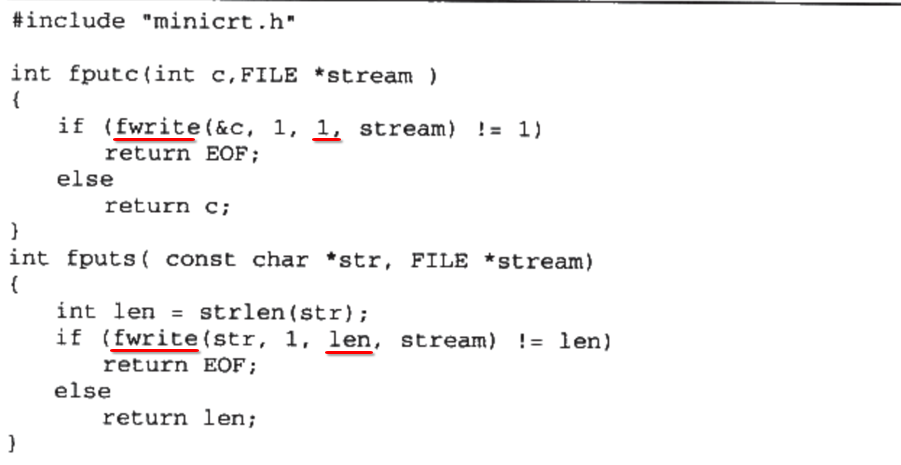 #include "minicrt.h"
int fputc(int c,FILE *stream )
{
if (fwrite(&c, 1, 1, stream) != 1)
return EOF;
else
return c;
}
int fputs( const char *str, FILE *stream)
{
int len = strlen(str);
if (fwrite(str, 1, len, stream) != len)
return EOF;
else
return len;
}